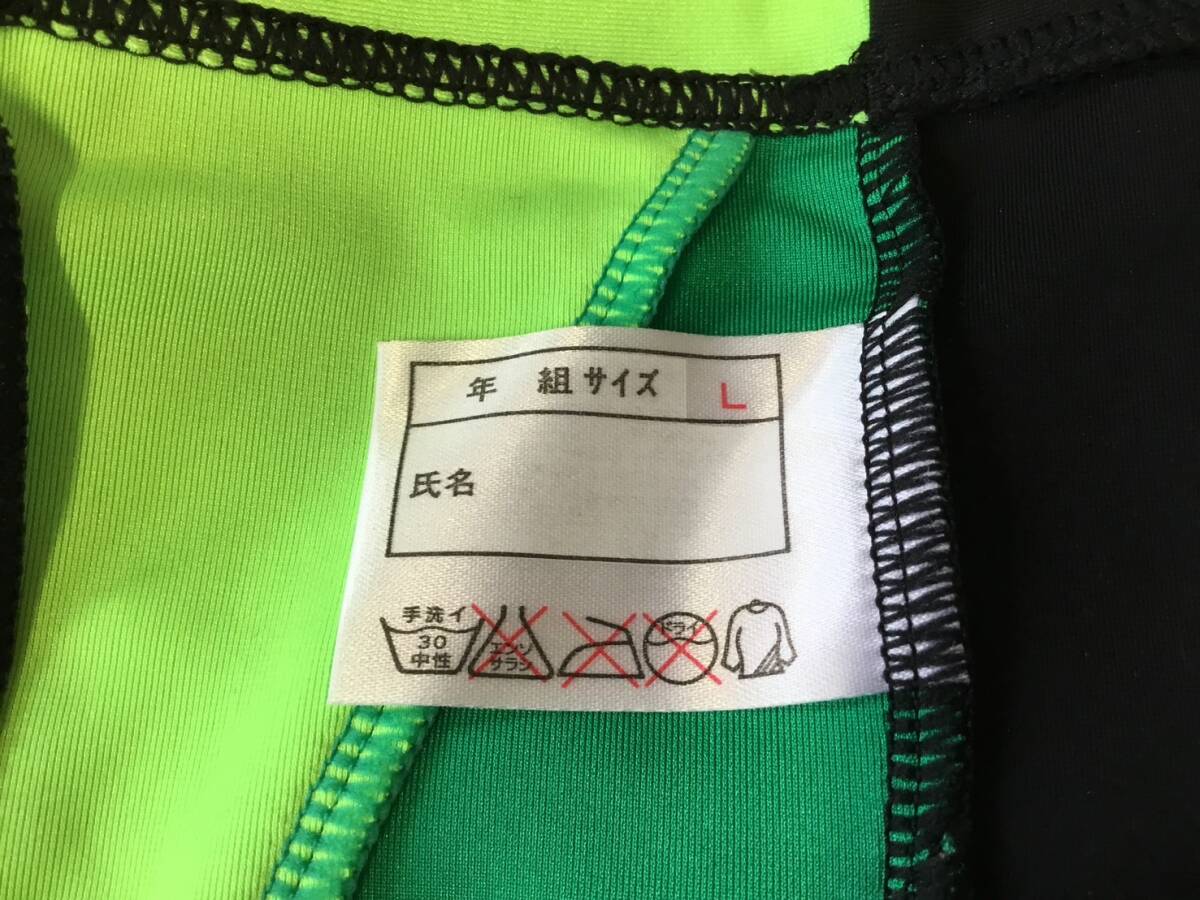 年 組 サイズ L
氏名
手洗イ
30
中性
エンソ
サラシ
ドライ